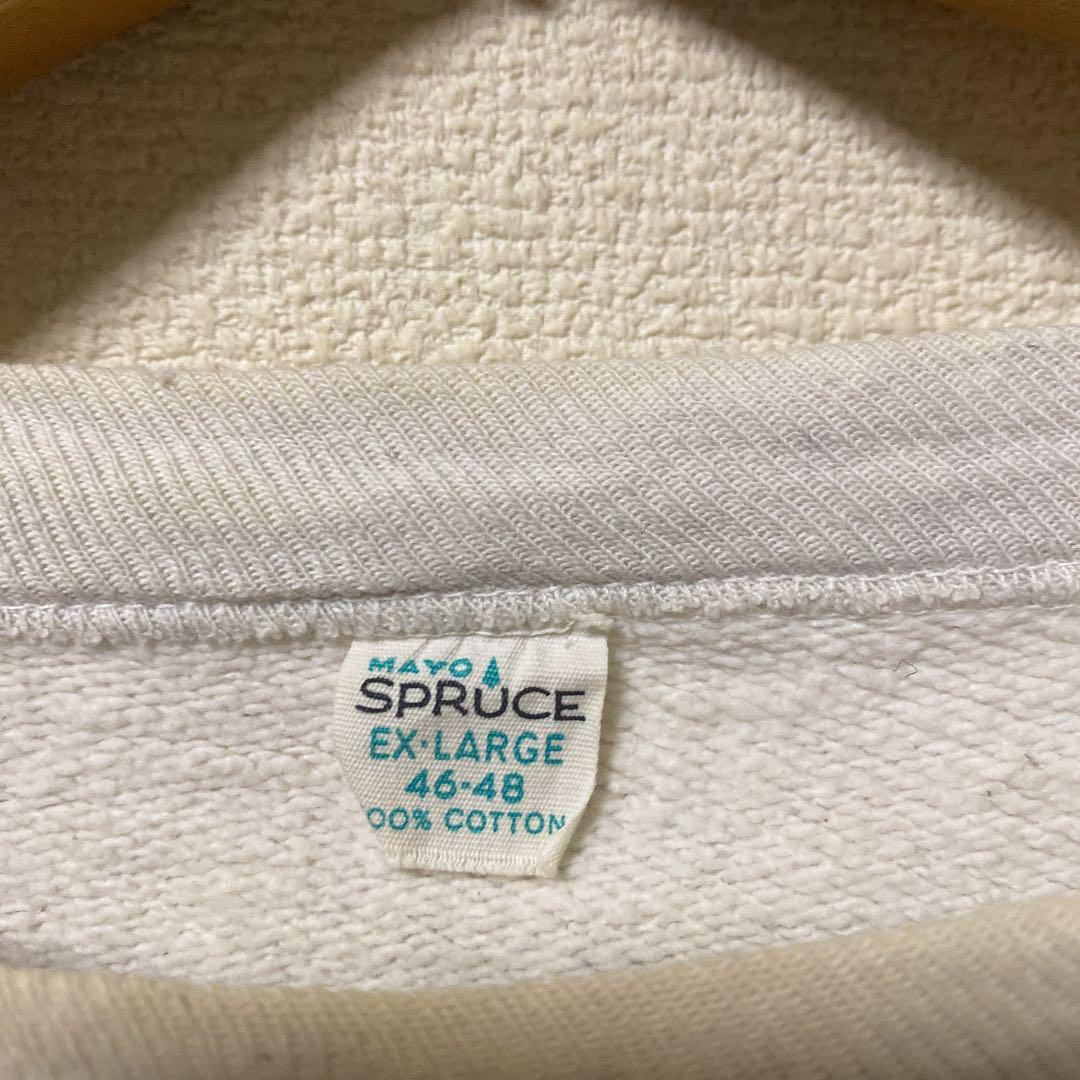 MAYO
SPRUCE
EX-LARGE
46-48
00% COTTON